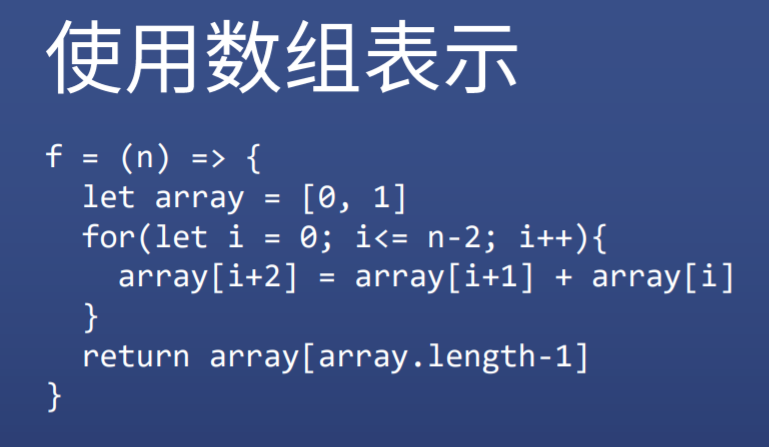 使用数组表示
f = (n) => {
  let array = [0, 1]
  for(let i = 0; i<= n-2; i++){
    array[i+2] = array[i+1] + array[i]
  }
  return array[array.length-1]
}